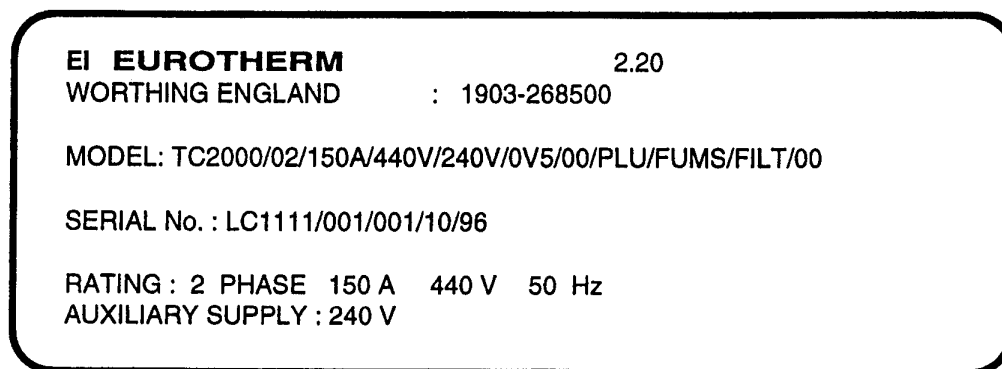 EI EUROTHERM 2.20
WORTHING ENGLAND : 1903-268500
MODEL: TC2000/02/150A/440V/240V/0V5/00/PLU/FUMS/FILT/00
SERIAL No. : LC1111/001/001/10/96
RATING : 2 PHASE 150 A 440 V 50 Hz
AUXILIARY SUPPLY : 240 V